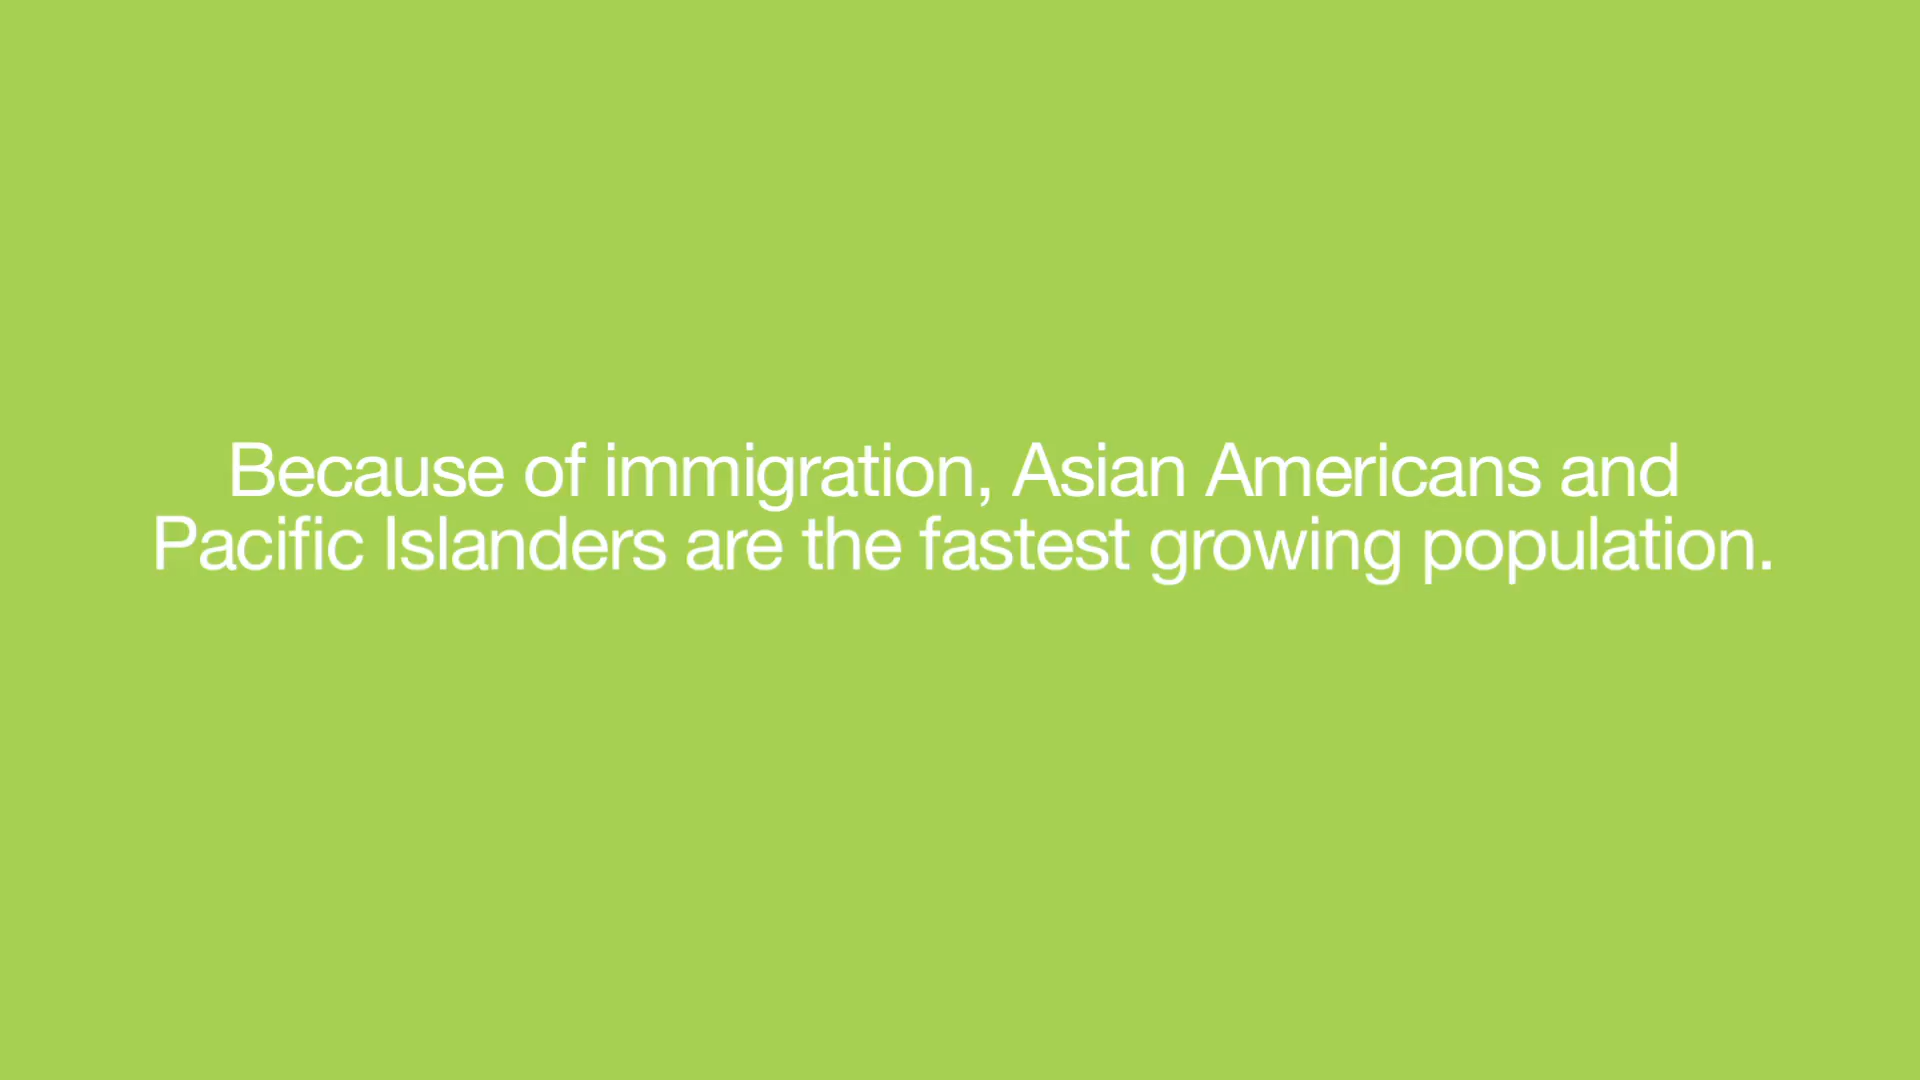 Because of immigration, Asian Americans and
Pacific Islanders are the fastest growing population.